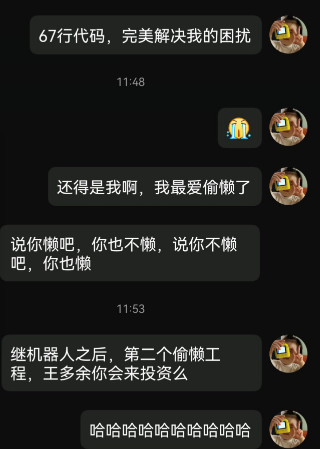 67行代码，完美解决我的困扰
11:48
还得是我啊，我最爱偷懒了
说你懒吧，你也不懒，说你不懒
吧，你也懒
11:53
继机器人之后，第二个偷懒工
程，王多余你会来投资么
哈哈哈哈哈哈哈哈哈哈